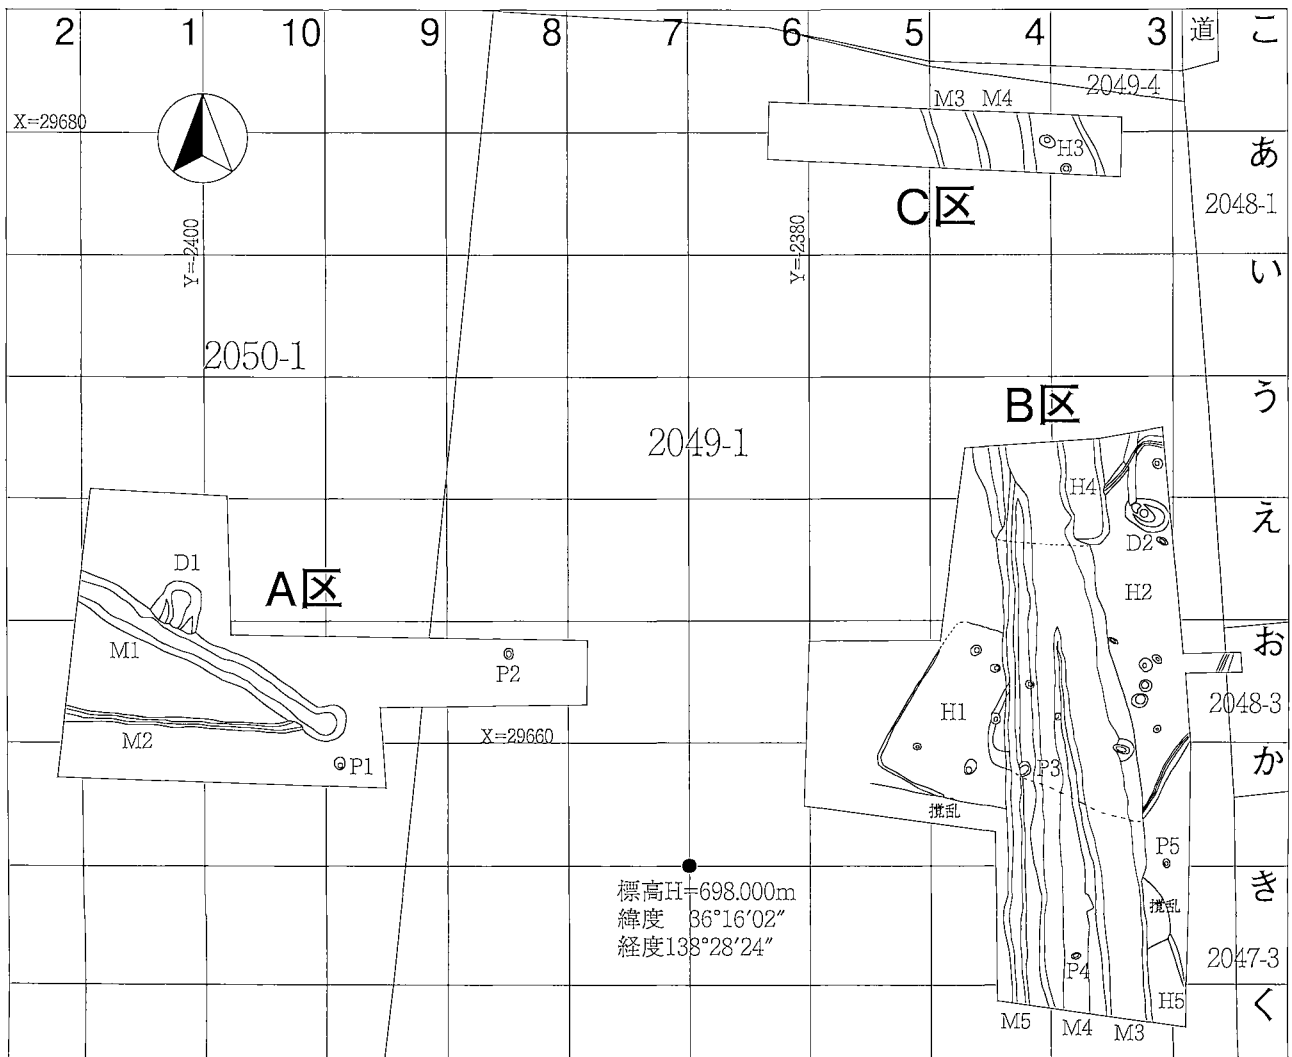 2 1 10 9 8 7 6 5 4 3 道 こ
2049-4
M3 M4
X=29680
H3
あ
C区
2048-1
Y=-2400
Y=-2380
い
2050-1
B区
う
2049-1
H4
え
D1
D2
A区
H2
M1
お
P2
H1
2048-3
M2
X=29660
P1
P3
か
攪乱
P5
標高H=698.000m
緯度 36°16′02″
経度138°28′24″
き
攪乱
2047-3
P4
H5
く
M5 M4 M3